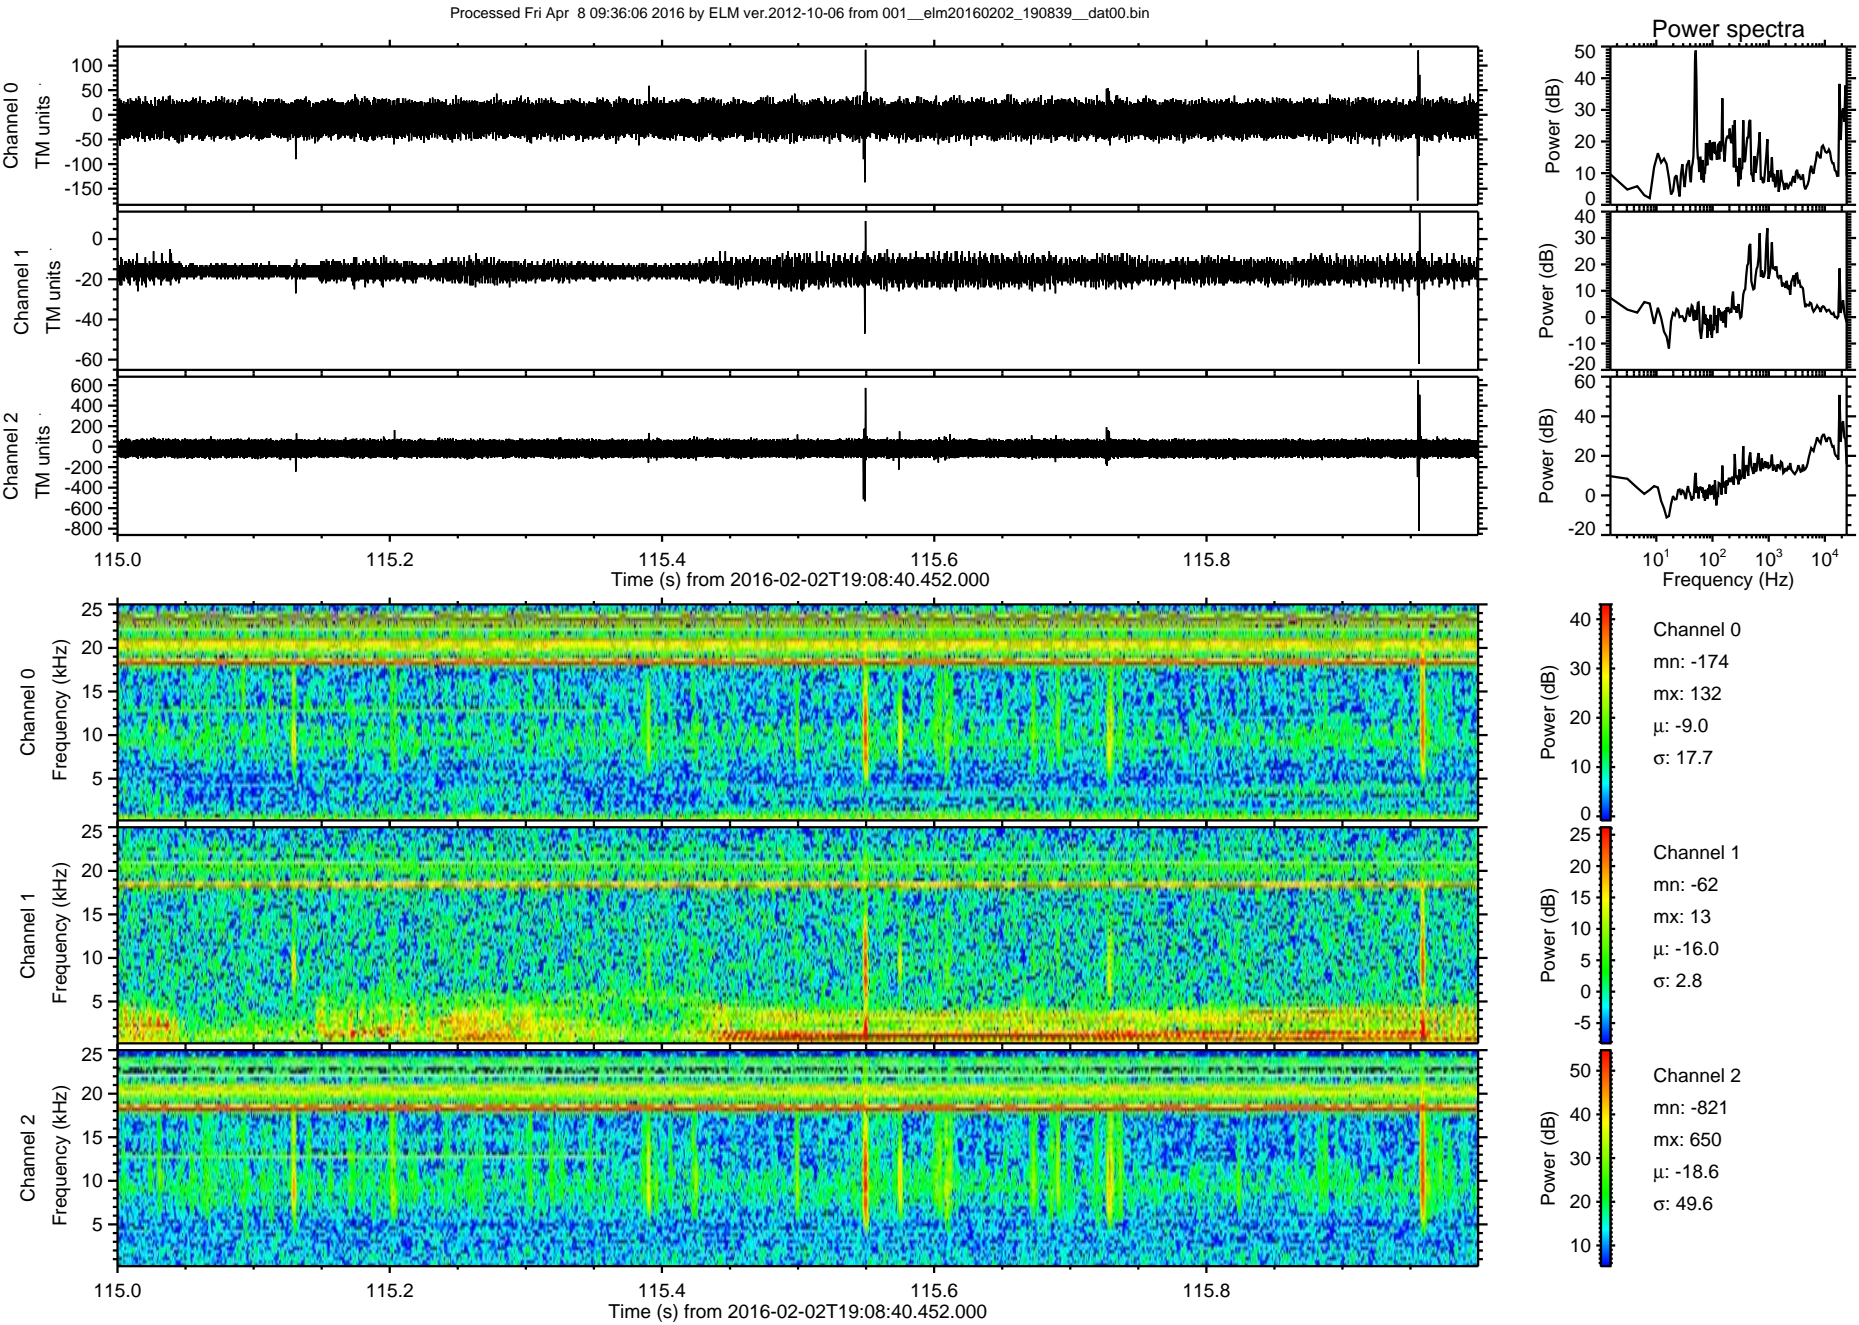 Processed Fri Apr  8 09:36:06 2016 by ELM ver.2012-10-06 from 001__elm20160202_190839__dat00.bin
Power spectra
Channel 0
TM units
100
50
0
-50
-100
-150
Power (dB)
50
40
30
20
10
0
Channel 1
TM units
0
-20
-40
-60
Power (dB)
40
30
20
10
0
-10
-20
Channel 2
TM units
600
400
200
0
-200
-400
-600
-800
Power (dB)
60
40
20
0
-20
115.0 115.2 115.4 115.6 115.8
Time (s) from 2016-02-02T19:08:40.452.000
10¹ 10² 10³ 10⁴
Frequency (Hz)
Channel 0
Frequency (kHz)
25
20
15
10
5
Power (dB)
40
30
20
10
0
Channel 0
mn: -174
mx: 132
μ: -9.0
σ: 17.7
Channel 1
Frequency (kHz)
25
20
15
10
5
Power (dB)
25
20
15
10
5
0
-5
Channel 1
mn: -62
mx: 13
μ: -16.0
σ: 2.8
Channel 2
Frequency (kHz)
25
20
15
10
5
Power (dB)
50
40
30
20
10
Channel 2
mn: -821
mx: 650
μ: -18.6
σ: 49.6
115.0 115.2 115.4 115.6 115.8
Time (s) from 2016-02-02T19:08:40.452.000